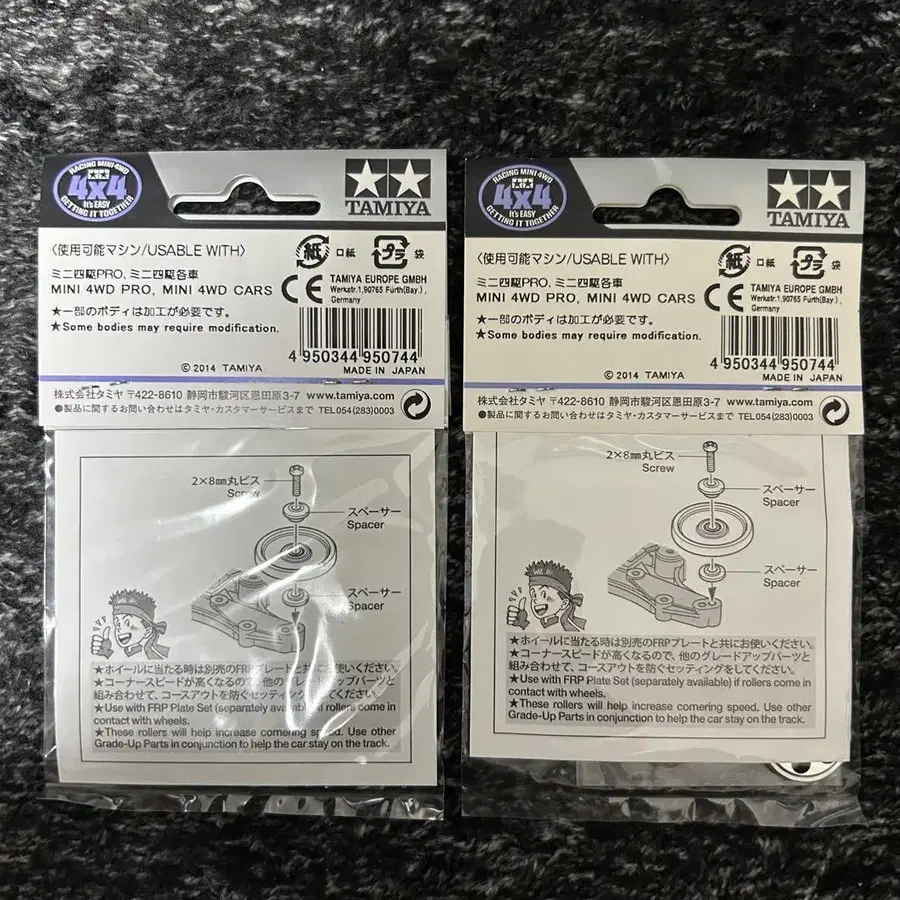 RACING MINI 4WD
4x4
It's EASY
GETTING IT TOGETHER
TAMIYA
〈使用可能マシン/USABLE WITH〉
紙 口紙 プラ 袋
ミニ四駆PRO、ミニ四駆各車
MINI 4WD PRO, MINI 4WD CARS
CE
TAMIYA EUROPE GMBH
Werkstr.1,90765 Fürth(Bay.),
Germany
★一部のボディは加工が必要です。
★Some bodies may require modification.
4 950344 950744
© 2014 TAMIYA
MADE IN JAPAN
株式会社タミヤ 〒422-8610 静岡市駿河区恩田原3-7 www.tamiya.com
●製品に関するお問い合わせはタミヤ・カスタマーサービスまで TEL054(283)0003
2×8㎜丸ビス
Screw
スペーサー
Spacer
スペーサー
Spacer
★ホイールに当たる時は別売のFRPプレートと共にお使いください。
★コーナースピードが高くなるので、他のグレードアップパーツと
組み合わせて、コースアウトを防ぐセッティングをしてください。
★Use with FRP Plate Set (separately available) if rollers come in
contact with wheels.
★These rollers will help increase cornering speed. Use other
Grade-Up Parts in conjunction to help the car stay on the track.
RACING MINI 4WD
4x4
It's EASY
GETTING IT TOGETHER
TAMIYA
〈使用可能マシン/USABLE WITH〉
紙 口紙 プラ 袋
ミニ四駆PRO、ミニ四駆各車
MINI 4WD PRO, MINI 4WD CARS
CE
TAMIYA EUROPE GMBH
Werkstr.1,90765 Fürth(Bay.),
Germany
★一部のボディは加工が必要です。
★Some bodies may require modification.
4 950344 950744
© 2014 TAMIYA
MADE IN JAPAN
株式会社タミヤ 〒422-8610 静岡市駿河区恩田原3-7 www.tamiya.com
●製品に関するお問い合わせはタミヤ・カスタマーサービスまで TEL054(283)0003
2×8㎜丸ビス
Screw
スペーサー
Spacer
スペーサー
Spacer
★ホイールに当たる時は別売のFRPプレートと共にお使いください。
★コーナースピードが高くなるので、他のグレードアップパーツと
組み合わせて、コースアウトを防ぐセッティングをしてください。
★Use with FRP Plate Set (separately available) if rollers come in
contact with wheels.
★These rollers will help increase cornering speed. Use other
Grade-Up Parts in conjunction to help the car stay on the track.